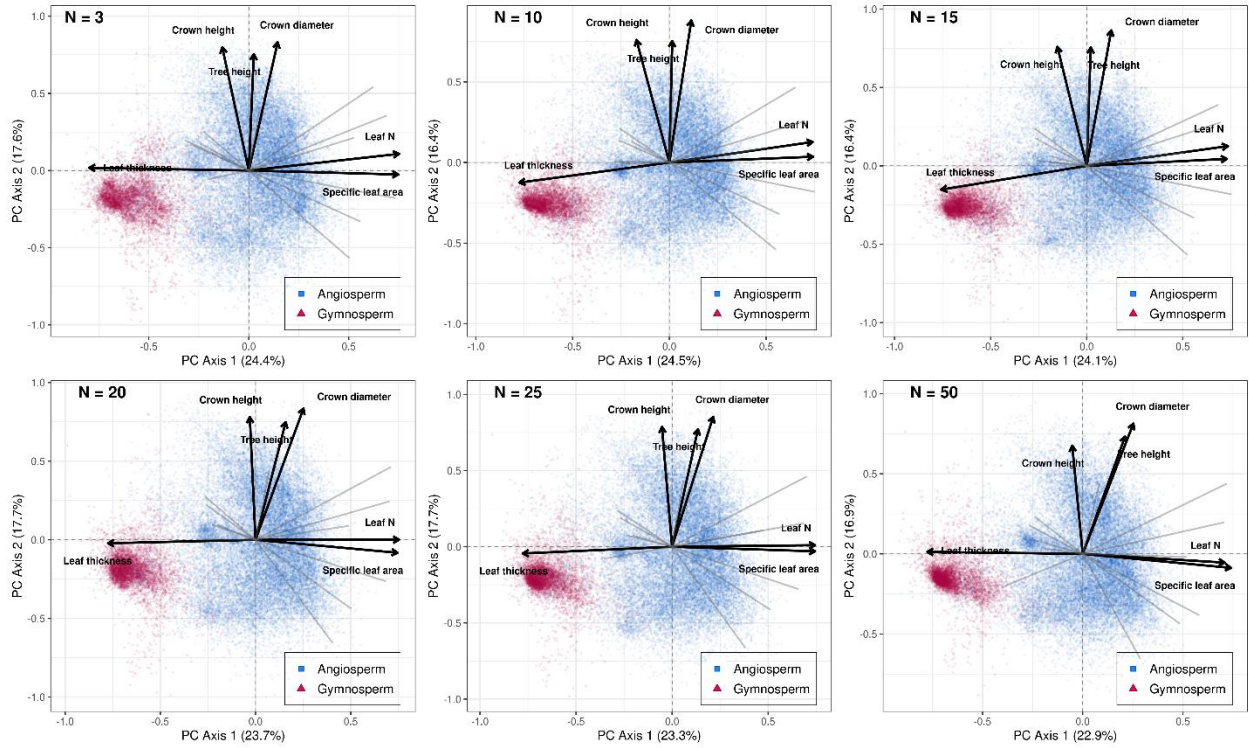 N = 3
Crown height
Crown diameter
Tree height
Leaf N
Leaf thickness
Specific leaf area
Angiosperm
Gymnosperm
1.0
0.5
0.0
-0.5
-1.0
PC Axis 2 (17.6%)
-0.5
0.0
0.5
PC Axis 1 (24.4%)
N = 10
Crown height
Crown diameter
Tree height
Leaf N
Leaf thickness
Specific leaf area
Angiosperm
Gymnosperm
0.5
0.0
-0.5
-1.0
PC Axis 2 (16.4%)
-1.0
-0.5
0.0
0.5
PC Axis 1 (24.5%)
N = 15
Crown diameter
Crown height
Tree height
Leaf N
Leaf thickness
Specific leaf area
Angiosperm
Gymnosperm
1.0
0.5
0.0
-0.5
-1.0
PC Axis 2 (16.4%)
-1.0
-0.5
0.0
0.5
PC Axis 1 (24.1%)
N = 20
Crown height
Crown diameter
Tree height
Leaf N
Leaf thickness
Specific leaf area
Angiosperm
Gymnosperm
1.0
0.5
0.0
-0.5
-1.0
PC Axis 2 (17.7%)
-1.0
-0.5
0.0
0.5
PC Axis 1 (23.7%)
N = 25
Crown height
Crown diameter
Tree height
Leaf N
Leaf thickness
Specific leaf area
Angiosperm
Gymnosperm
1.0
0.5
0.0
-0.5
-1.0
PC Axis 2 (17.7%)
-1.0
-0.5
0.0
0.5
PC Axis 1 (23.3%)
N = 50
Crown diameter
Crown height
Tree height
Leaf N
Leaf thickness
Specific leaf area
Angiosperm
Gymnosperm
1.0
0.5
0.0
-0.5
PC Axis 2 (16.9%)
-0.5
0.0
0.5
PC Axis 1 (22.9%)